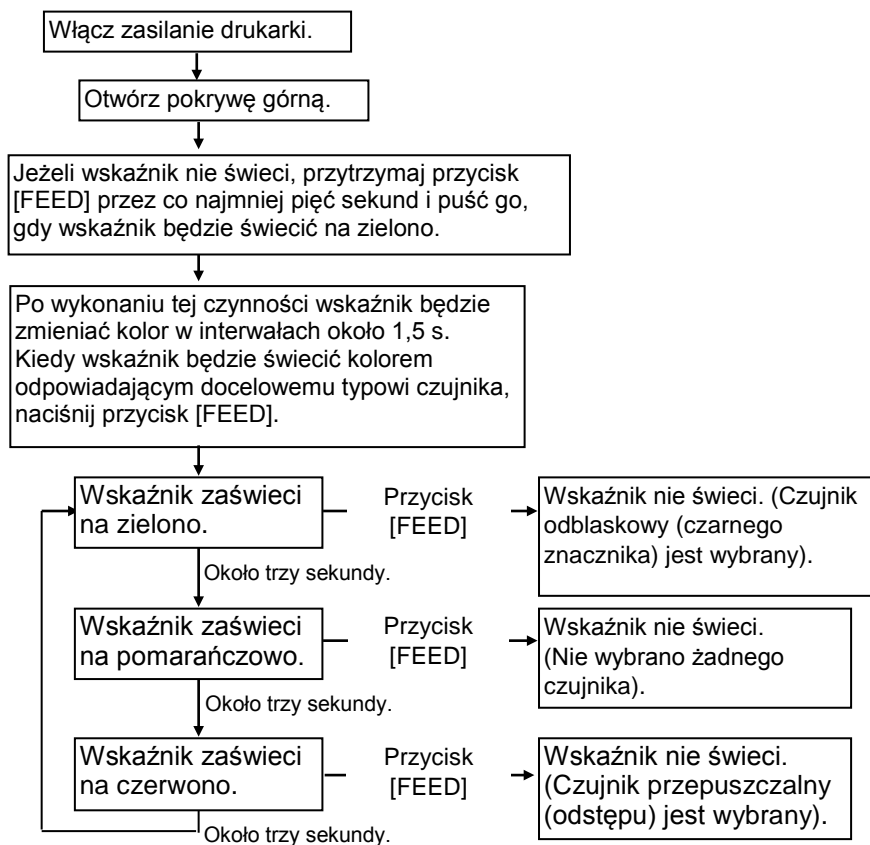 Włącz zasilanie drukarki.
Otwórz pokrywę górną.
Jeżeli wskaźnik nie świeci, przytrzymaj przycisk
[FEED] przez co najmniej pięć sekund i puść go,
gdy wskaźnik będzie świecić na zielono.
Po wykonaniu tej czynności wskaźnik będzie
zmieniać kolor w interwałach około 1,5 s.
Kiedy wskaźnik będzie świecić kolorem
odpowiadającym docelowemu typowi czujnika,
naciśnij przycisk [FEED].
Wskaźnik zaświeci
na zielono.
Przycisk
[FEED]
Wskaźnik nie świeci. (Czujnik
odblaskowy (czarnego
znacznika) jest wybrany).
Około trzy sekundy.
Wskaźnik zaświeci
na pomarańczowo.
Przycisk
[FEED]
Wskaźnik nie świeci.
(Nie wybrano żadnego
czujnika).
Około trzy sekundy.
Wskaźnik zaświeci
na czerwono.
Przycisk
[FEED]
Wskaźnik nie świeci.
(Czujnik przepuszczalny
(odstępu) jest wybrany).
Około trzy sekundy.